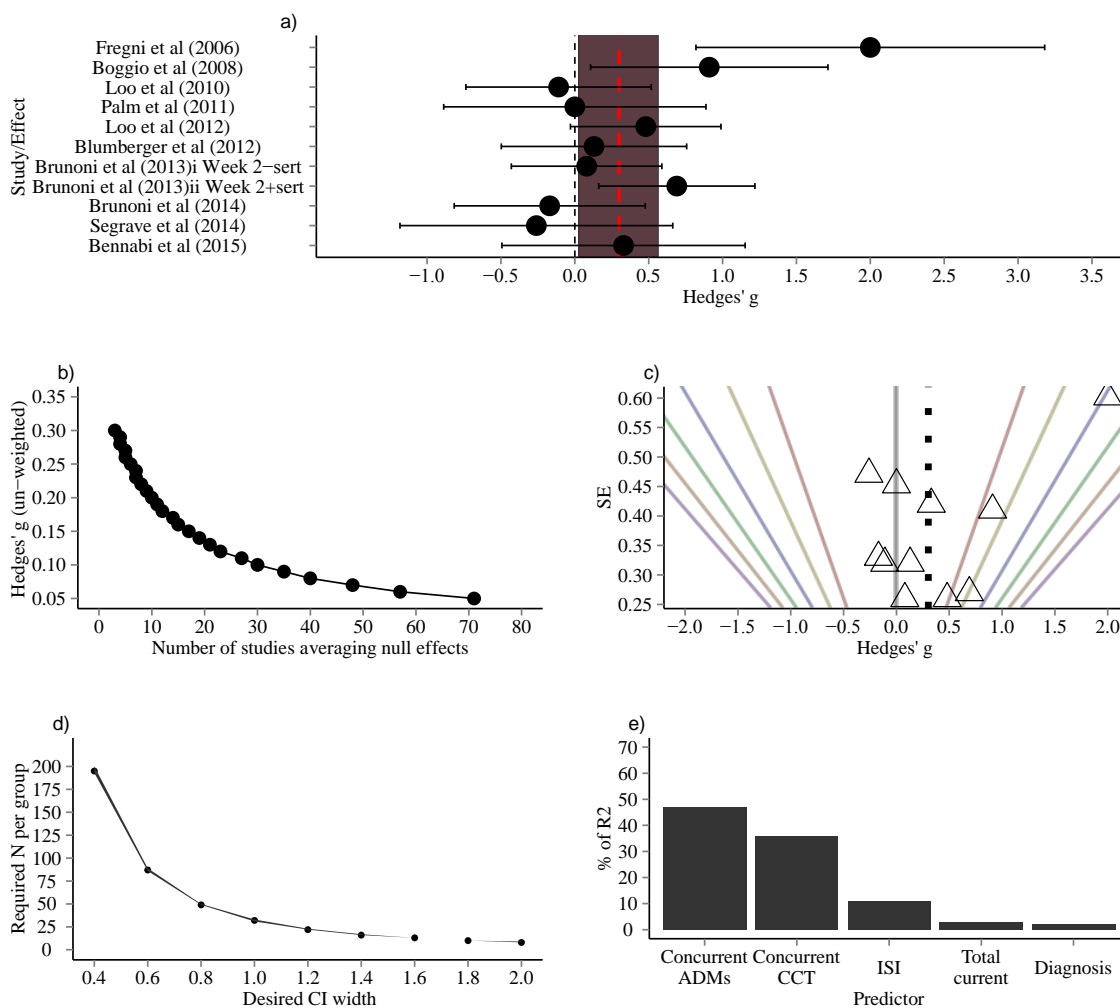 a)
Study/Effect
Fregni et al (2006)
Boggio et al (2008)
Loo et al (2010)
Palm et al (2011)
Loo et al (2012)
Blumberger et al (2012)
Brunoni et al (2013)i Week 2−sert
Brunoni et al (2013)ii Week 2+sert
Brunoni et al (2014)
Segrave et al (2014)
Bennabi et al (2015)
−1.0 −0.5 0.0 0.5 1.0 1.5 2.0 2.5 3.0 3.5
Hedges' g
b)
Hedges' g (un−weighted)
0.35
0.30
0.25
0.20
0.15
0.10
0.05
0 10 20 30 40 50 60 70 80
Number of studies averaging null effects
c)
SE
0.60
0.55
0.50
0.45
0.40
0.35
0.30
0.25
−2.0 −1.5 −1.0 −0.5 0.0 0.5 1.0 1.5 2.0
Hedges' g
d)
Required N per group
200
175
150
125
100
75
50
25
0
0.4 0.6 0.8 1.0 1.2 1.4 1.6 1.8 2.0
Desired CI width
e)
% of R2
70
60
50
40
30
20
10
0
Concurrent ADMs
Concurrent CCT
ISI
Total current
Diagnosis
Predictor